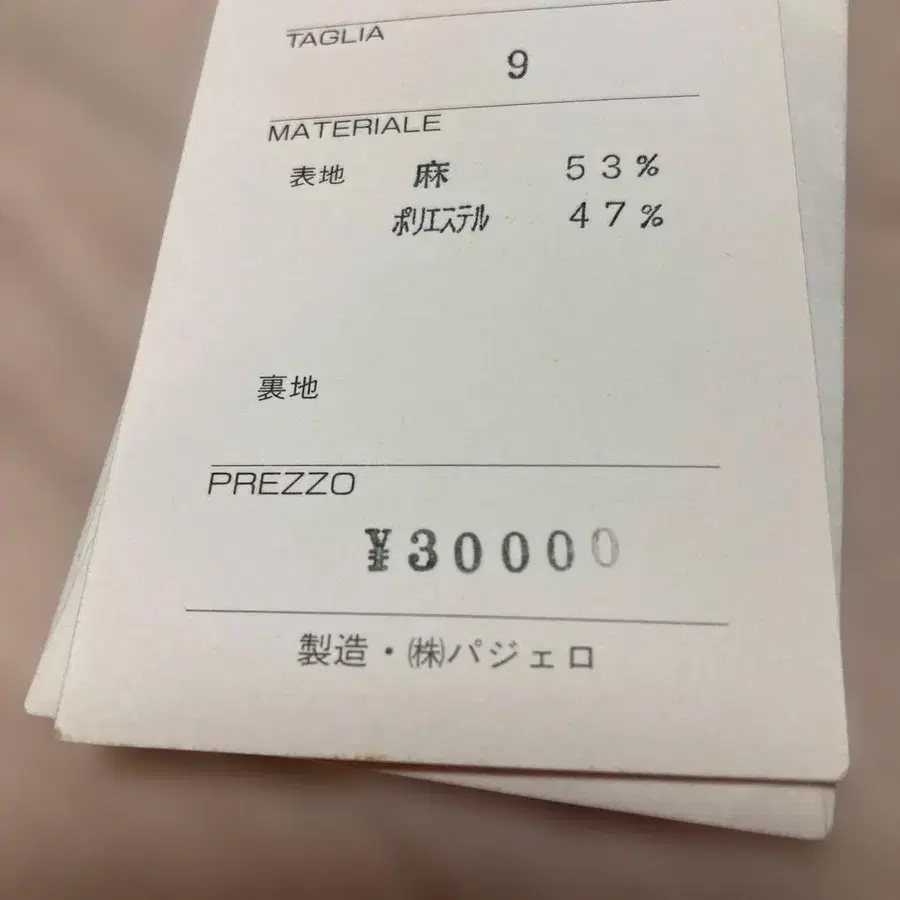 TAGLIA
9
MATERIALE
表地 麻 53%
ポリエステル 47%
裏地
PREZZO
¥30000
製造・㈱パジェロ